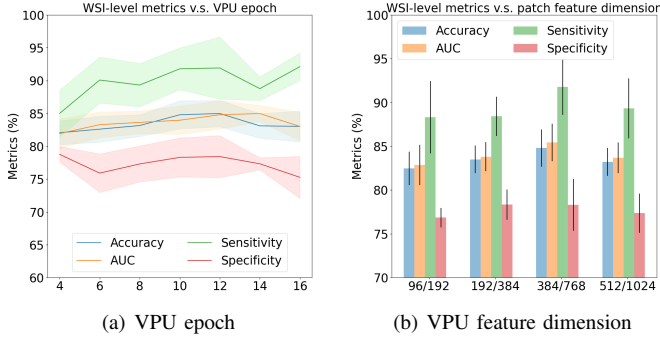 WSI-level metrics v.s. VPU epoch
Metrics (%)
100
95
90
85
80
75
70
65
60
Accuracy
AUC
Sensitivity
Specificity
4 6 8 10 12 14 16
(a) VPU epoch
WSI-level metrics v.s. patch feature dimension
Metrics (%)
100
95
90
85
80
75
70
Accuracy
AUC
Sensitivity
Specificity
96/192 192/384 384/768 512/1024
(b) VPU feature dimension